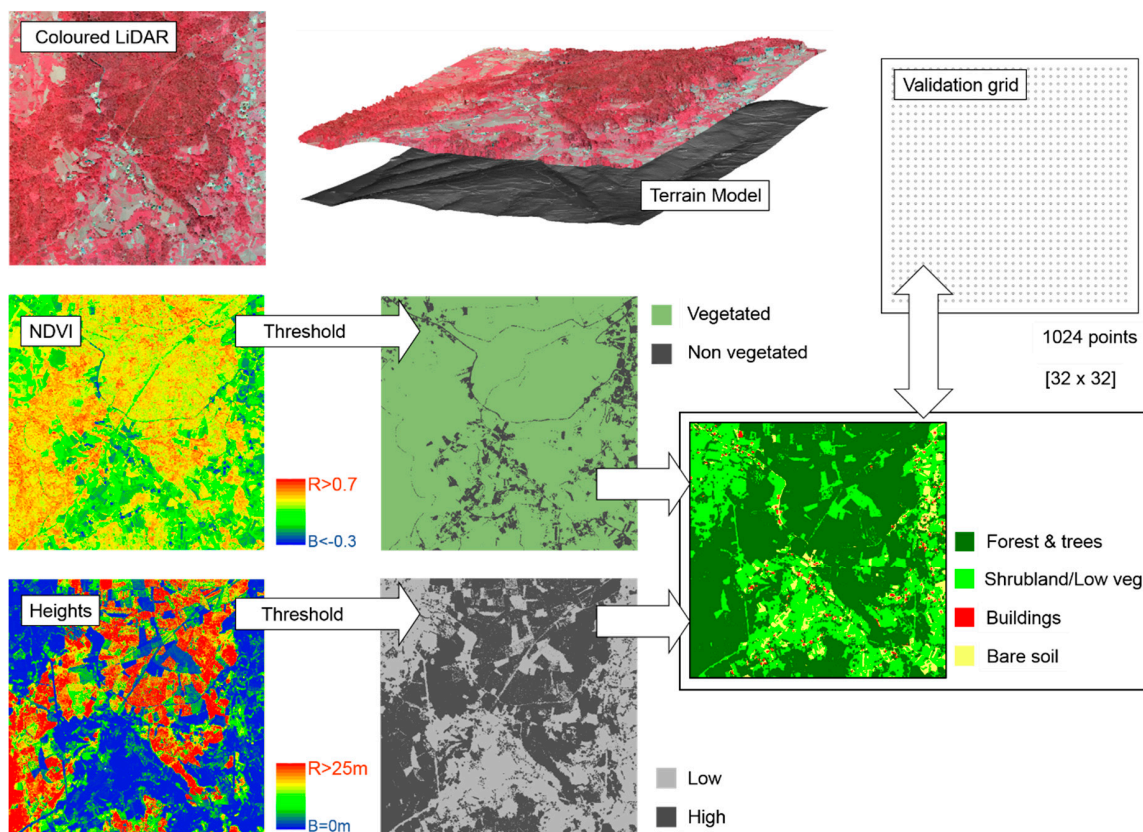 Coloured LiDAR
Terrain Model
Validation grid
1024 points
[32 x 32]
NDVI
Threshold
R>0.7
B<-0.3
Vegetated
Non vegetated
Heights
Threshold
R>25m
B=0m
Low
High
Forest & trees
Shrubland/Low veg
Buildings
Bare soil